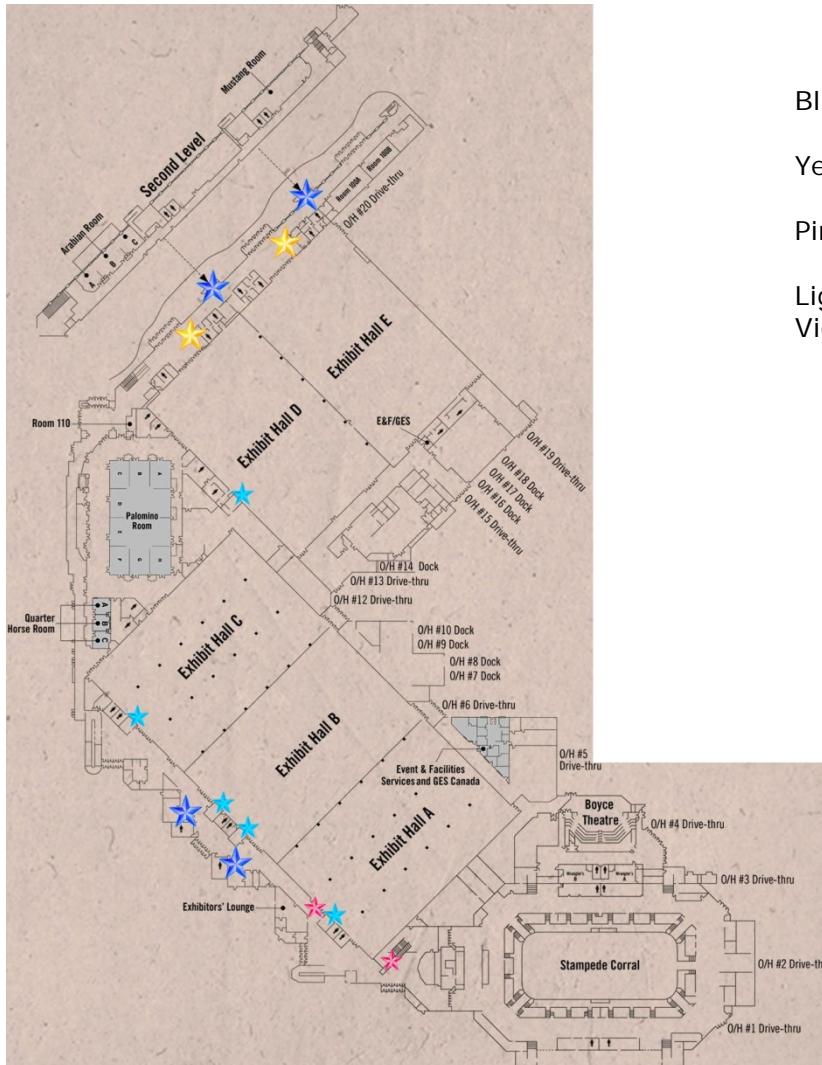 Mustang Room
Second Level
Arabian Room
A
B
C
Room 100A
Room 100B
O/H #20 Drive-thru
Exhibit Hall E
Exhibit Hall D
Room 110
E&F/GES
O/H #19 Drive-thru
O/H #18 Dock
O/H #17 Dock
O/H #16 Dock
O/H #15 Drive-thru
C
B
A
D
Palomino
Room
E
F
G
H
O/H #14 Dock
O/H #13 Drive-thru
O/H #12 Drive-thru
Quarter
Horse Room
A
B
C
Exhibit Hall C
O/H #10 Dock
O/H #9 Dock
O/H #8 Dock
O/H #7 Dock
O/H #6 Drive-thru
Exhibit Hall B
Event & Facilities
Services and GES Canada
O/H #5
Drive-thru
Exhibit Hall A
Boyce
Theatre
O/H #4 Drive-thru
O/H #3 Drive-thru
Exhibitors' Lounge
Stampede Corral
O/H #2 Drive-th
O/H #1 Drive-thru
Bl
Ye
Pin
Lig
Vie